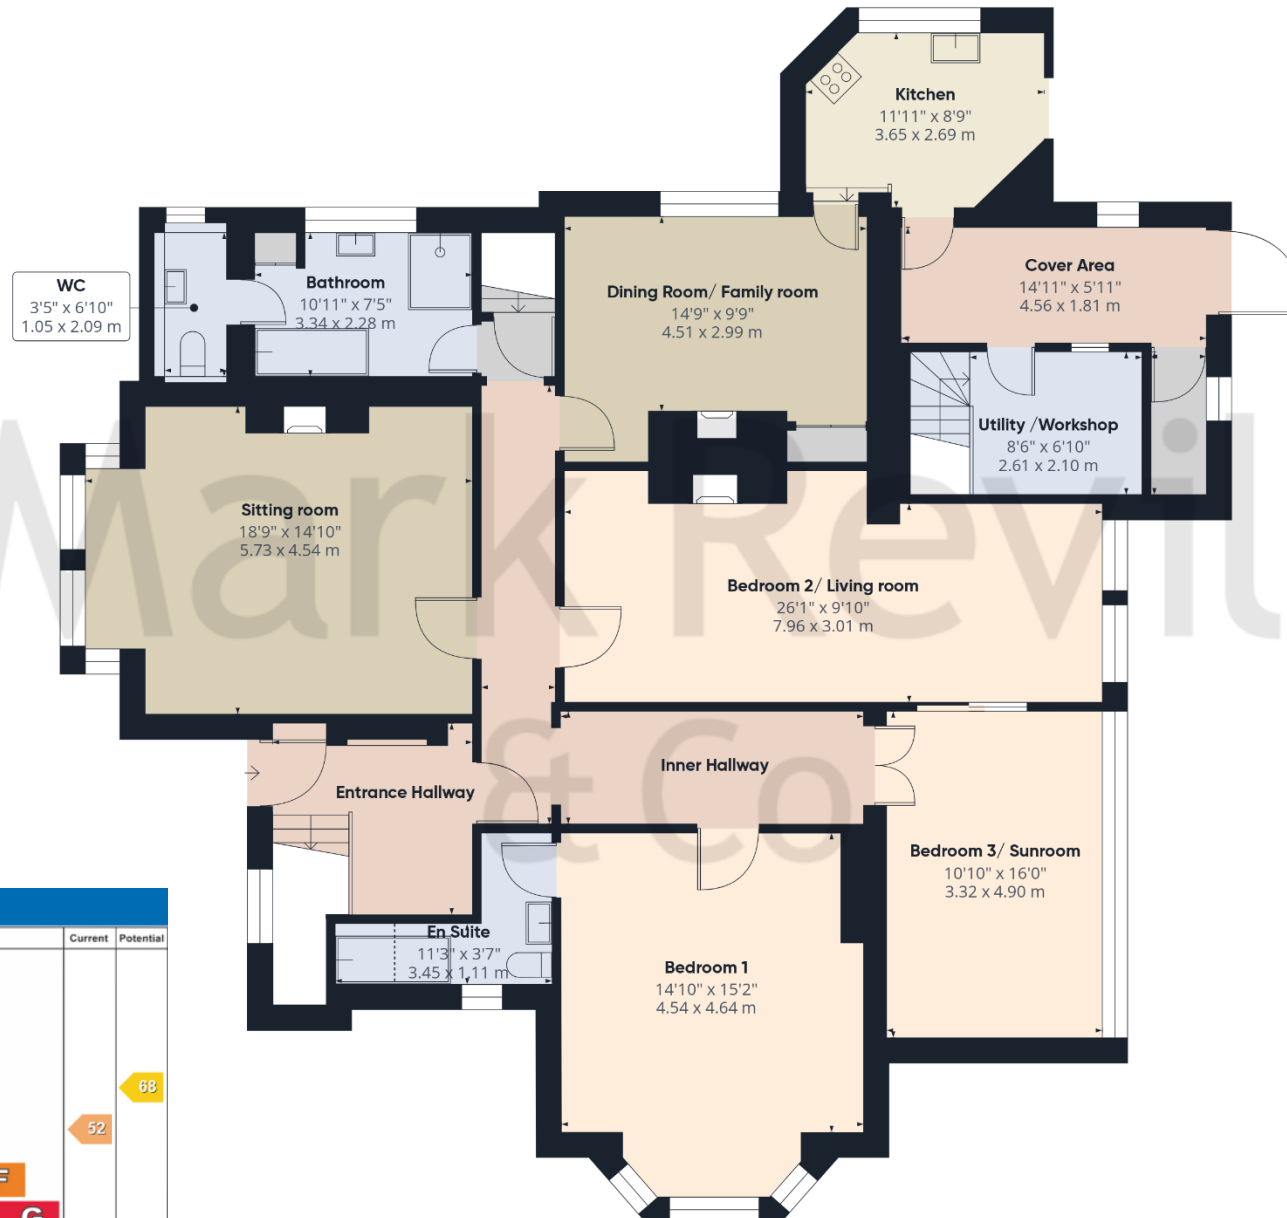 Kitchen
11'11" x 8'9"
3.65 x 2.69 m
Cover Area
14'11" x 5'11"
4.56 x 1.81 m
WC
3'5" x 6'10"
1.05 x 2.09 m
Bathroom
10'11" x 7'5"
3.34 x 2.28 m
Dining Room/ Family room
14'9" x 9'9"
4.51 x 2.99 m
Utility /Workshop
8'6" x 6'10"
2.61 x 2.10 m
Sitting room
18'9" x 14'10"
5.73 x 4.54 m
Bedroom 2/ Living room
26'1" x 9'10"
7.96 x 3.01 m
Mark Revil
& Co
Inner Hallway
Entrance Hallway
Bedroom 3/ Sunroom
10'10" x 16'0"
3.32 x 4.90 m
En Suite
11'3" x 3'7"
3.45 x 1.11 m
Bedroom 1
14'10" x 15'2"
4.54 x 4.64 m
Current Potential
68
52
F
G